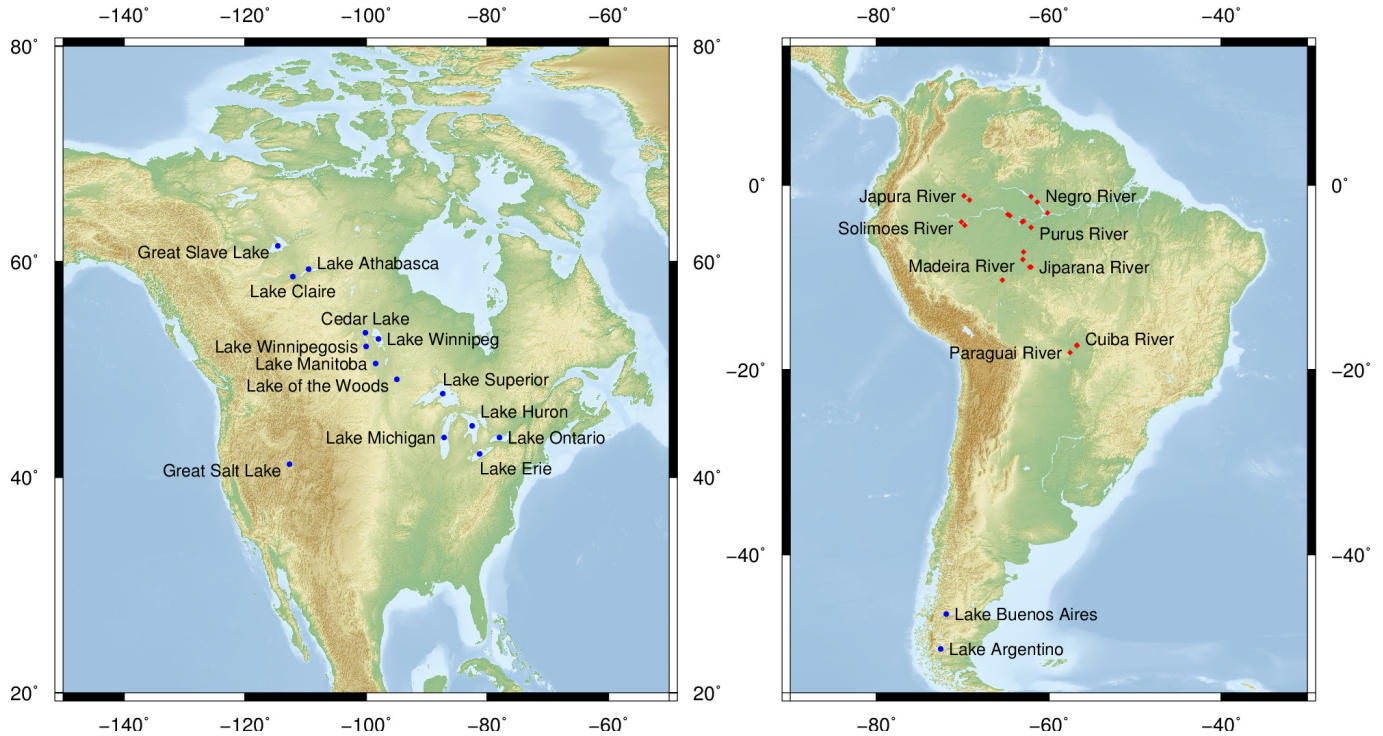 −140˚ −120˚ −100˚ −80˚ −60˚
−80˚ −60˚ −40˚
80˚ 80˚
0˚ 0˚
Japura River
Negro River
Solimoes River
Purus River
Great Slave Lake
60˚ 60˚
Lake Athabasca
Madeira River
Jiparana River
Lake Claire
Cedar Lake
Lake Winnipeg
Cuiba River
Lake Winnipegosis
Paraguai River
Lake Manitoba
−20˚ −20˚
Lake of the Woods
Lake Superior
Lake Huron
Lake Michigan
Lake Ontario
Great Salt Lake
Lake Erie
40˚ 40˚
−40˚ −40˚
Lake Buenos Aires
Lake Argentino
20˚ 20˚
−140˚ −120˚ −100˚ −80˚ −60˚
−80˚ −60˚ −40˚